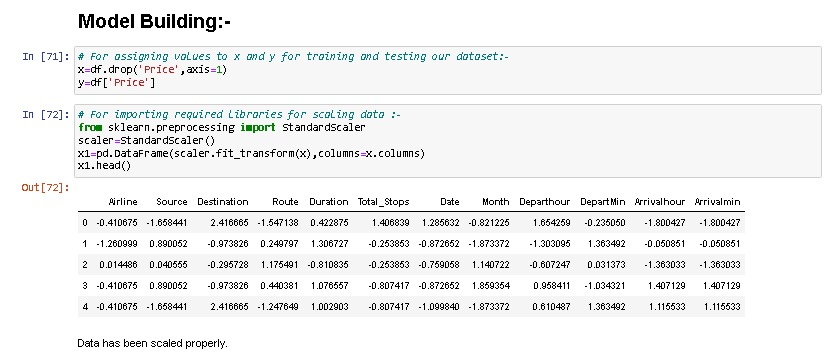 Model Building:-
In [71]: # For assigning values to x and y for training and testing our dataset:-
x=df.drop('Price',axis=1)
y=df['Price']
In [72]: # For importing required Libraries for scaling data :-
from sklearn.preprocessing import StandardScaler
scaler=StandardScaler()
x1=pd.DataFrame(scaler.fit_transform(x),columns=x.columns)
x1.head()
Out[72]:
Airline Source Destination Route Duration Total_Stops Date Month Departhour DepartMin Arrivalhour Arrivalmin
0 -0.410675 -1.658441 2.416665 -1.547138 0.422875 1.406839 1.285632 -0.821225 1.654259 -0.235050 -1.800427 -1.800427
1 -1.260999 0.890052 -0.973826 0.249797 1.306727 -0.253853 -0.872652 -1.873372 -1.303095 1.363492 -0.050851 -0.050851
2 0.014486 0.040555 -0.295728 1.175491 -0.810835 -0.253853 -0.759058 1.140722 -0.607247 0.031373 -1.363033 -1.363033
3 -0.410675 0.890052 -0.973826 0.440381 1.076557 -0.807417 -0.872652 1.859354 0.958411 -1.034321 1.407129 1.407129
4 -0.410675 -1.658441 2.416665 -1.247649 1.002903 -0.807417 -1.099840 -1.873372 0.610487 1.363492 1.115533 1.115533
Data has been scaled properly.